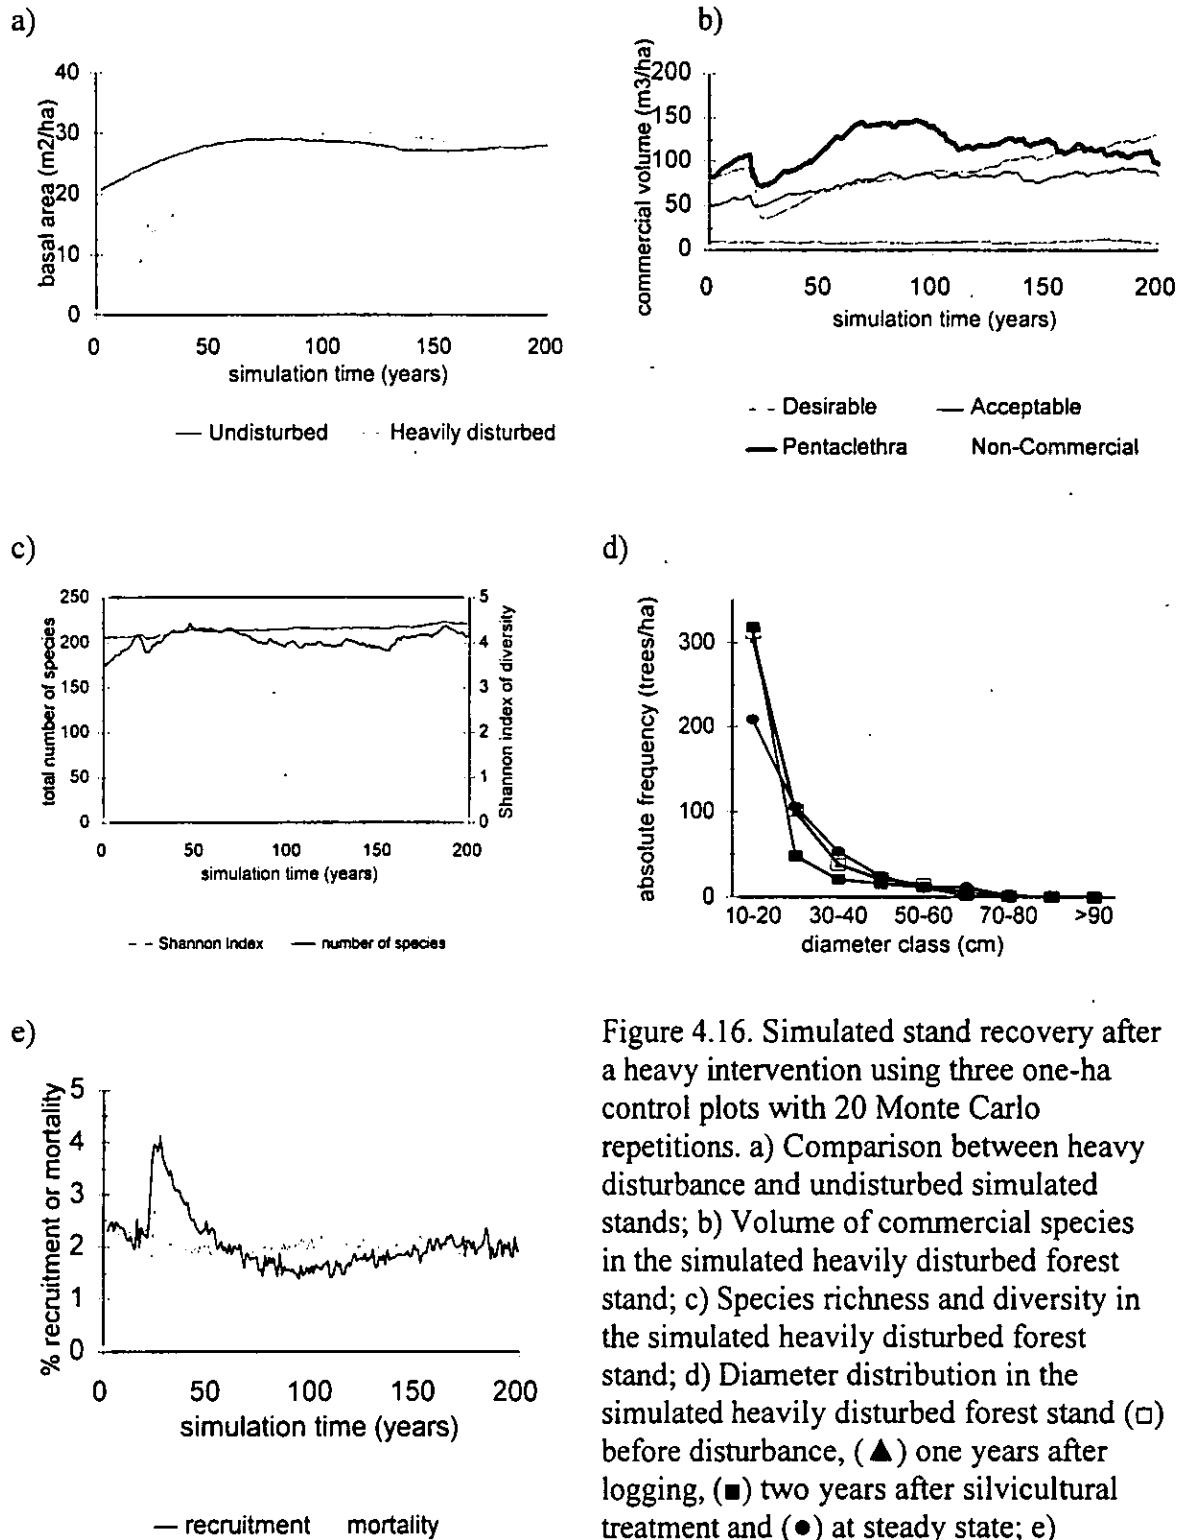 a)
basal area (m2/ha)
40
30
20
10
0
0 50 100 150 200
simulation time (years)
— Undisturbed ·· Heavily disturbed
b)
commercial volume (m3/ha)
200
150
100
50
0
0 50 100 150 200
simulation time (years)
- - Desirable — Acceptable
— Pentaclethra Non-Commercial
c)
total number of species
250
200
150
100
50
0
5
4
3
2
1
0
Shannon index of diversity
0 50 100 150 200
simulation time (years)
- - Shannon Index — number of species
d)
absolute frequency (trees/ha)
300
200
100
0
10-20 30-40 50-60 70-80 >90
diameter class (cm)
e)
% recruitment or mortality
5
4
3
2
1
0
0 50 100 150 200
simulation time (years)
— recruitment mortality
Figure 4.16. Simulated stand recovery after
a heavy intervention using three one-ha
control plots with 20 Monte Carlo
repetitions. a) Comparison between heavy
disturbance and undisturbed simulated
stands; b) Volume of commercial species
in the simulated heavily disturbed forest
stand; c) Species richness and diversity in
the simulated heavily disturbed forest
stand; d) Diameter distribution in the
simulated heavily disturbed forest stand (□)
before disturbance, (▲) one years after
logging, (■) two years after silvicultural
treatment and (●) at steady state; e)